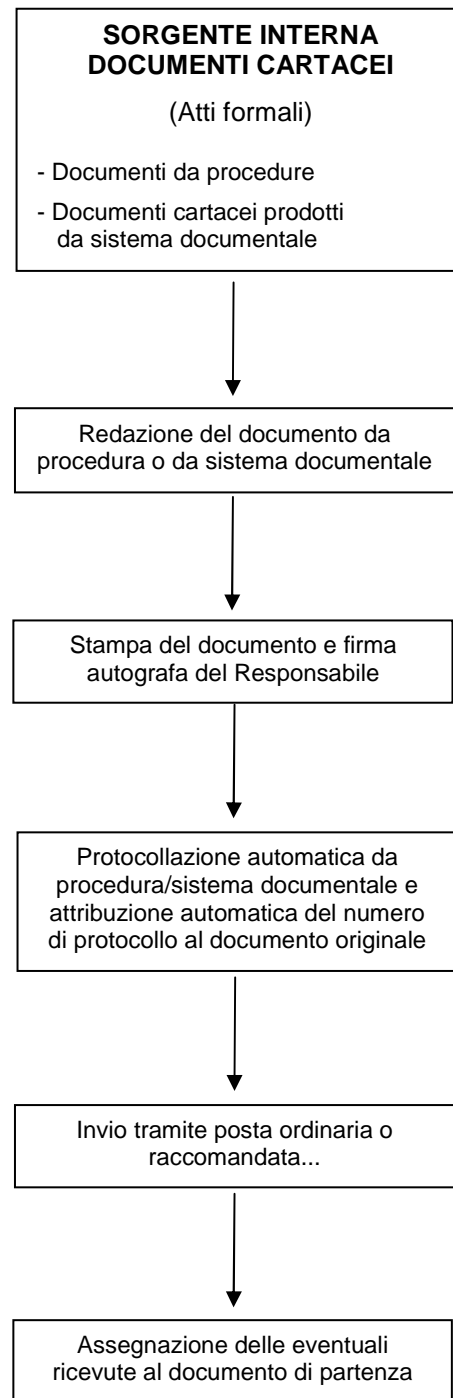 SORGENTE INTERNA
DOCUMENTI CARTACEI
(Atti formali)
- Documenti da procedure
- Documenti cartacei prodotti
da sistema documentale
Redazione del documento da
procedura o da sistema documentale
Stampa del documento e firma
autografa del Responsabile
Protocollazione automatica da
procedura/sistema documentale e
attribuzione automatica del numero
di protocollo al documento originale
Invio tramite posta ordinaria o
raccomandata...
Assegnazione delle eventuali
ricevute al documento di partenza